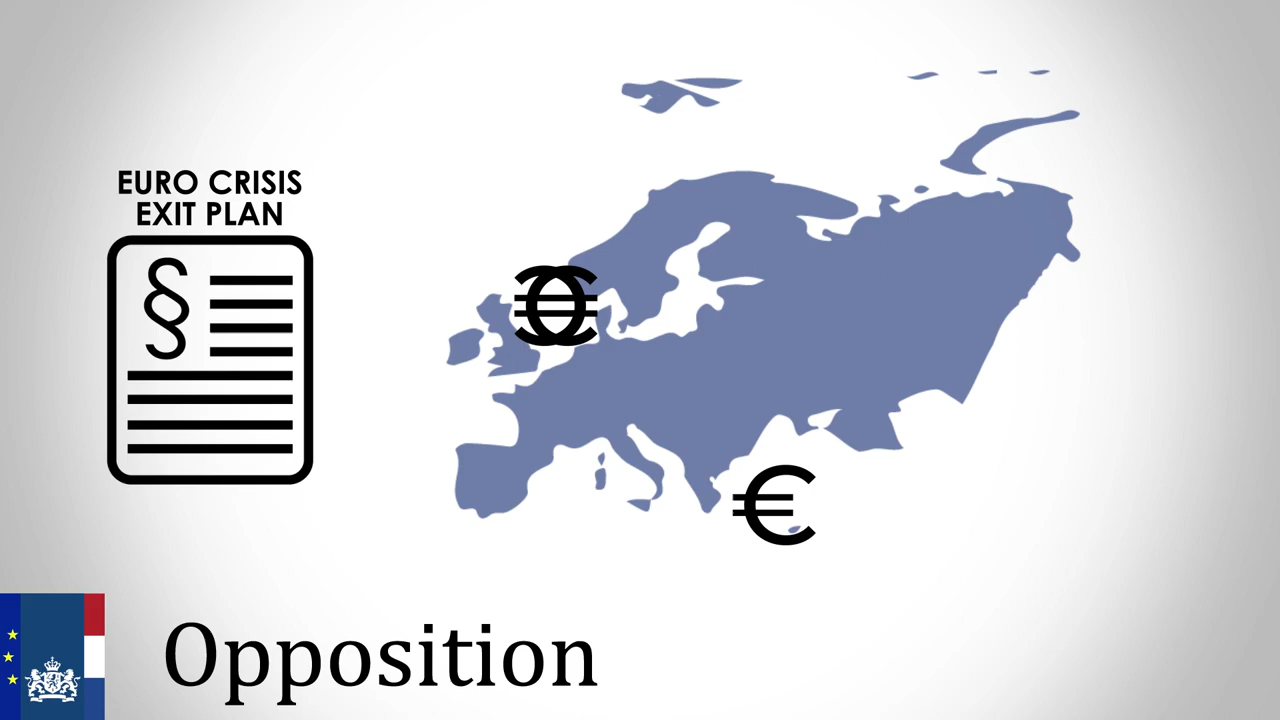 EURO CRISIS
EXIT PLAN
§
€
Opposition